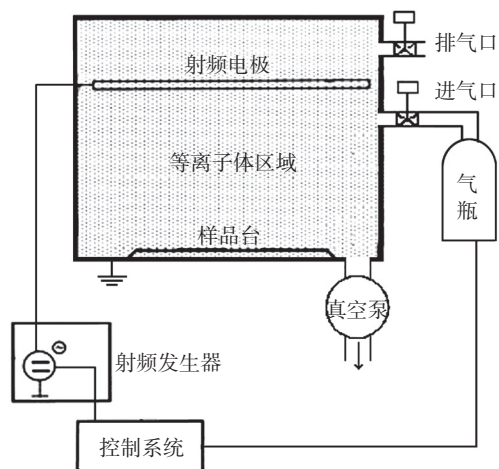 排气口
射频电极
进气口
等离子体区域
气
瓶
样品台
真空泵
射频发生器
控制系统